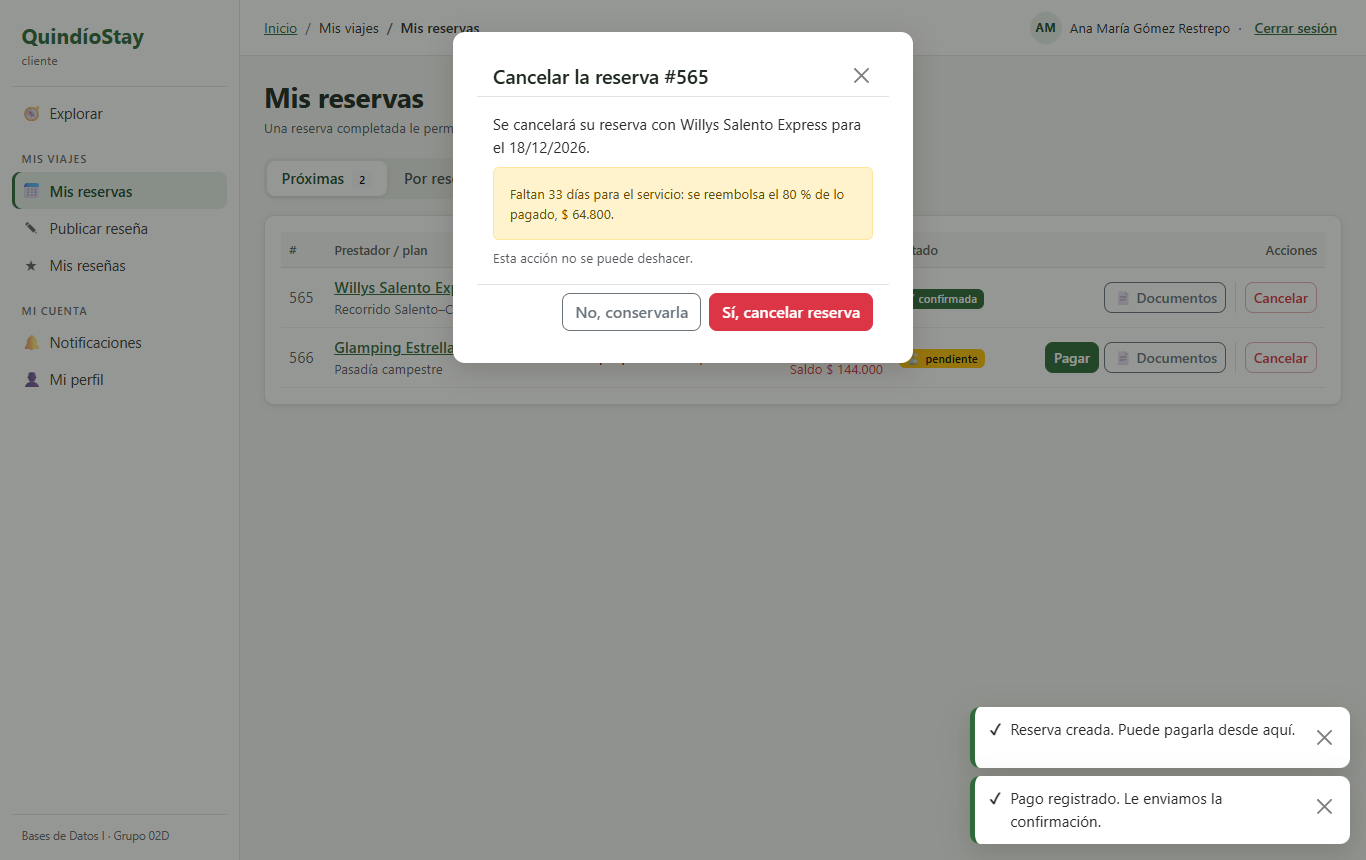 QuindíoStay
cliente
Explorar
MIS VIAJES
Mis reservas
Publicar reseña
Mis reseñas
MI CUENTA
Notificaciones
Mi perfil
Bases de Datos I · Grupo 02D
Inicio / Mis viajes / Mis reservas
AM Ana María Gómez Restrepo · Cerrar sesión
Mis reservas
Una reserva completada le
Próximas 2 Por
# Prestador / plan Acciones
565 Willys Salento
Recorrido
confirmada Documentos Cancelar
566 Glamping Estrella
Pasadía campestre
Saldo $ 144.000
pendiente Pagar Documentos Cancelar
Cancelar la reserva #565
Se cancelará su reserva con Willys Salento Express para
el 18/12/2026.
Faltan 33 días para el servicio: se reembolsa el 80 % de lo
pagado, $ 64.800.
Esta acción no se puede deshacer.
No, conservarla Sí, cancelar reserva
Reserva creada. Puede pagarla desde aquí.
Pago registrado. Le enviamos la
confirmación.